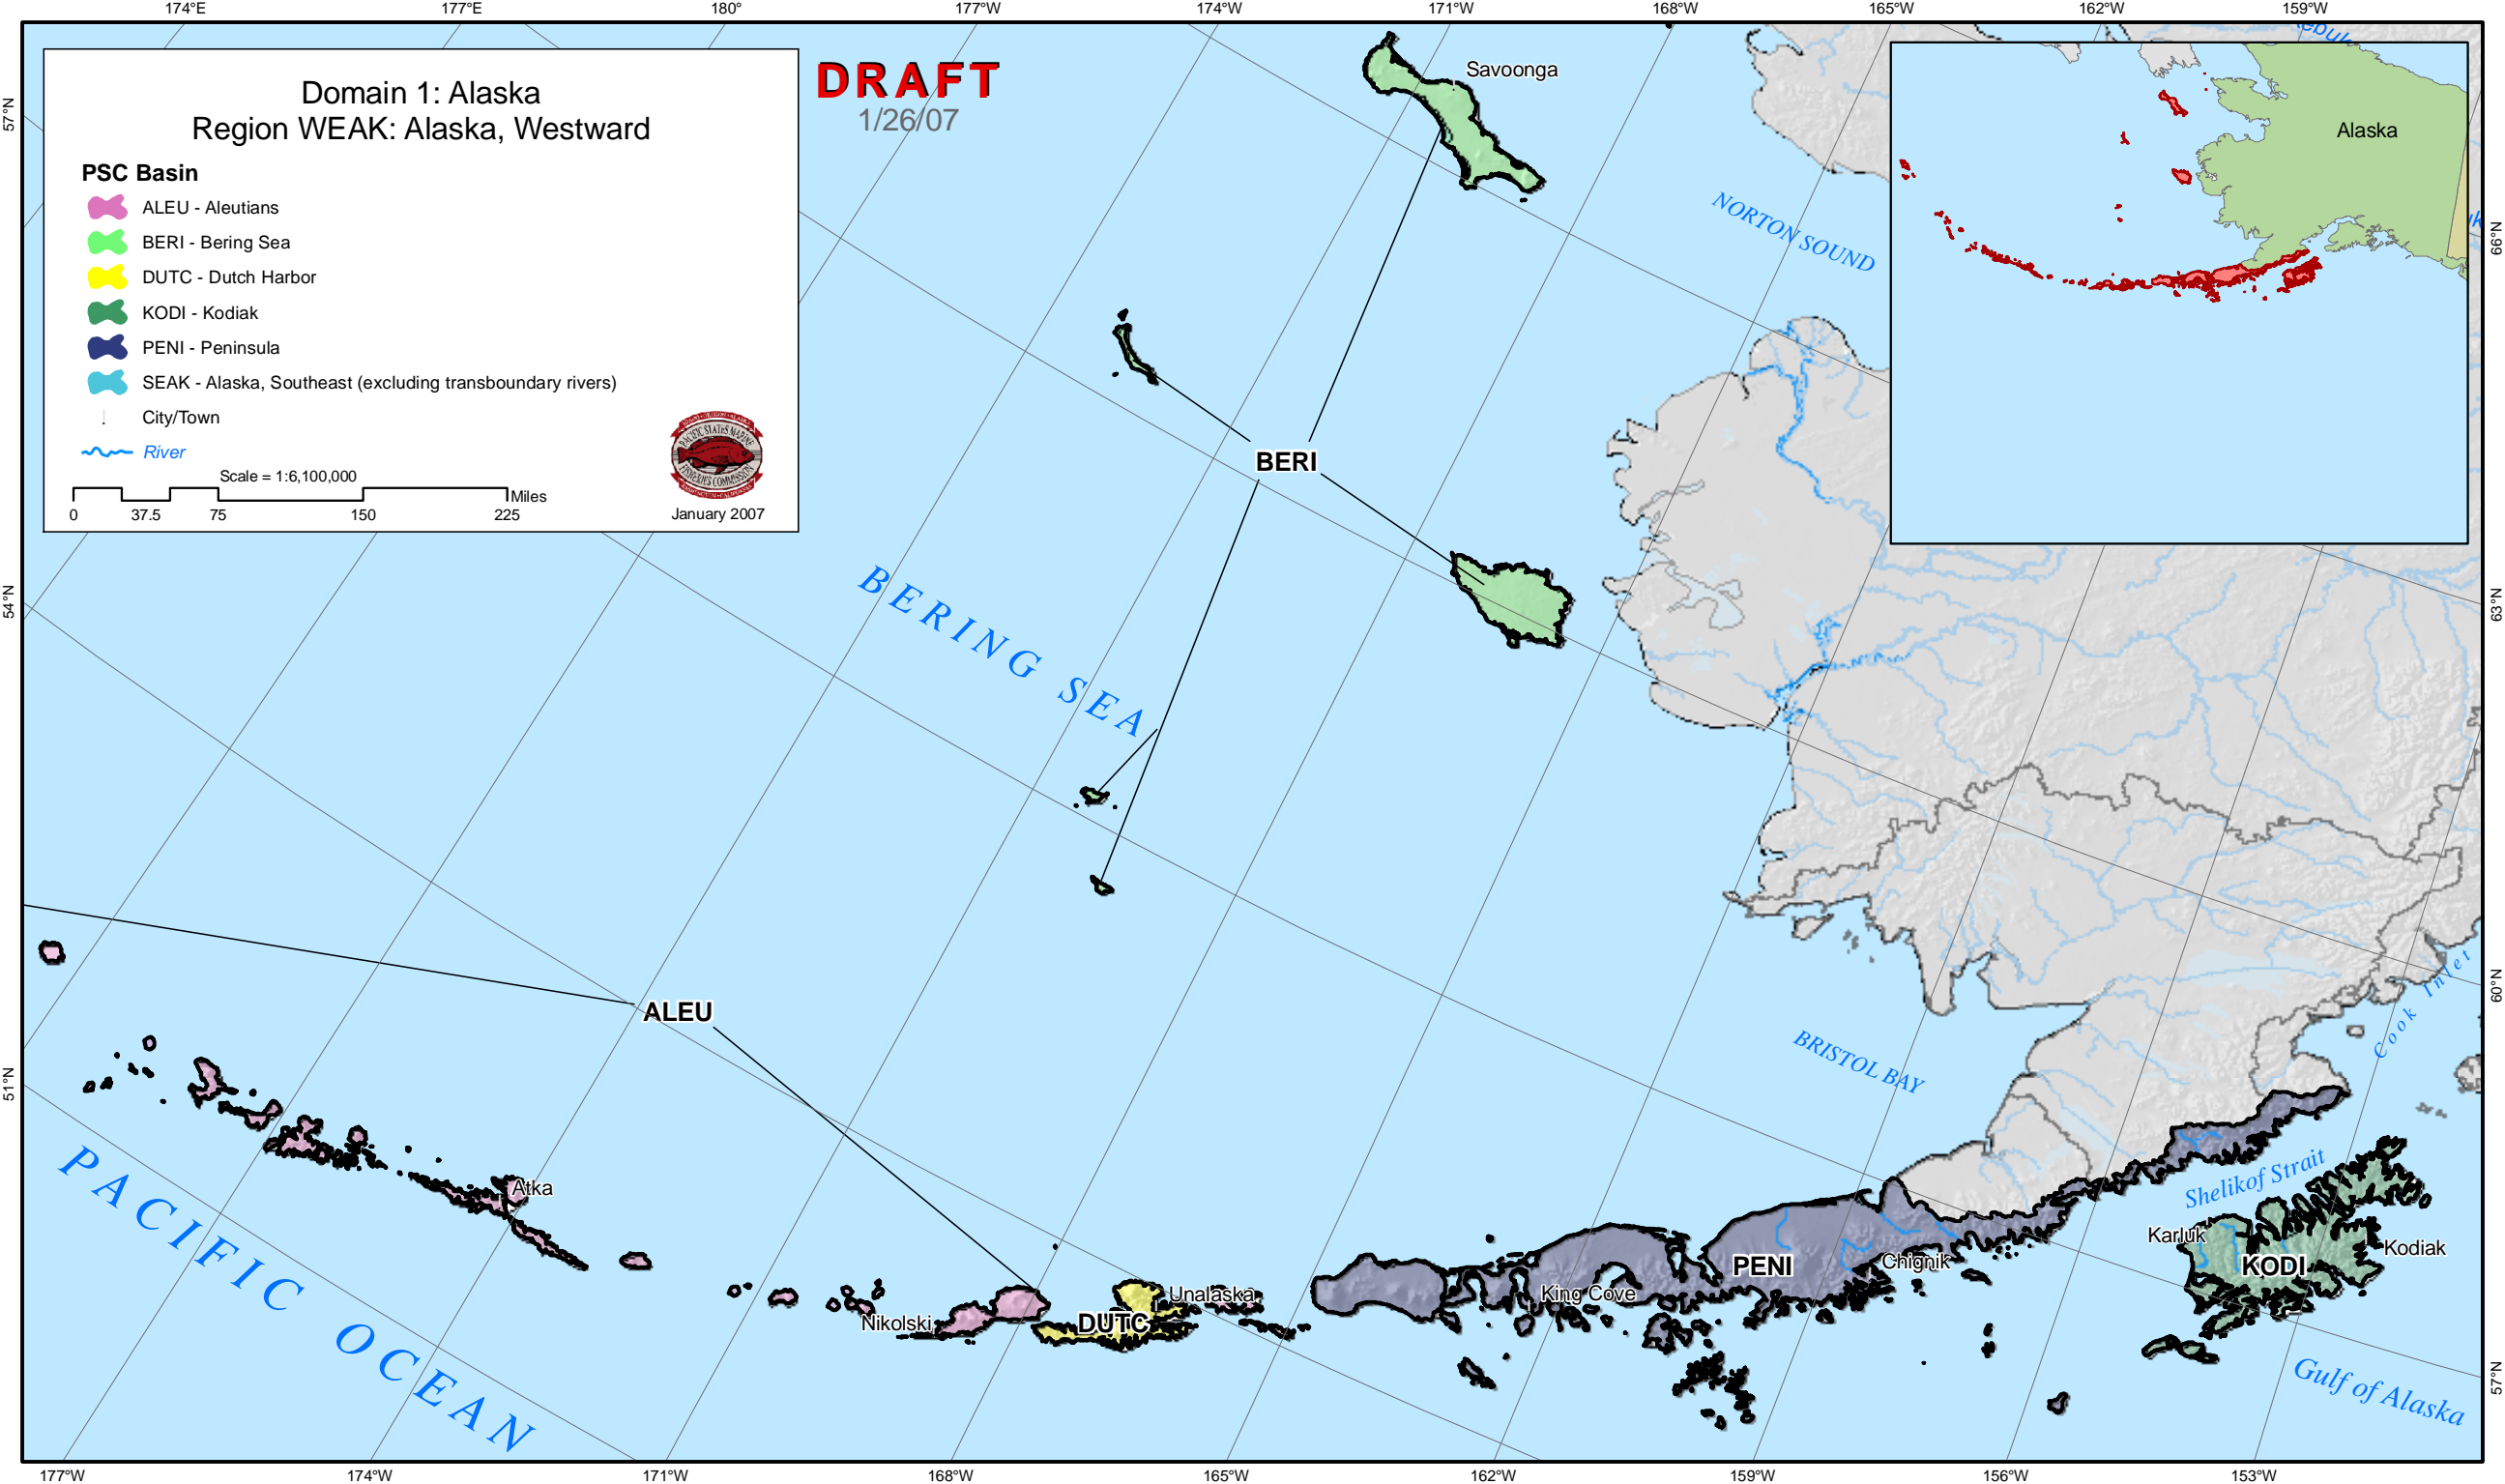 174°E 177°E 180° 177°W 174°W 171°W 168°W 165°W 162°W 159°W
Domain 1: Alaska
Region WEAK: Alaska, Westward
PSC Basin
ALEU - Aleutians
BERI - Bering Sea
DUTC - Dutch Harbor
KODI - Kodiak
PENI - Peninsula
SEAK - Alaska, Southeast (excluding transboundary rivers)
City/Town
River
Scale = 1:6,100,000
Miles
0 37.5 75 150 225
PACIFIC STATES MARINE
FISHERIES COMMISSION
January 2007
DRAFT
1/26/07
Savoonga
NORTON SOUND
Alaska
BERI
BERING SEA
ALEU
BRISTOL BAY
Cook Inlet
Shelikof Strait
Atka
Karluk
Kodiak
KODI
PENI
Chignik
King Cove
Unalaska
DUTC
Nikolski
PACIFIC OCEAN
Gulf of Alaska
57°N
54°N
51°N
66°N
63°N
60°N
57°N
177°W 174°W 171°W 168°W 165°W 162°W 159°W 156°W 153°W